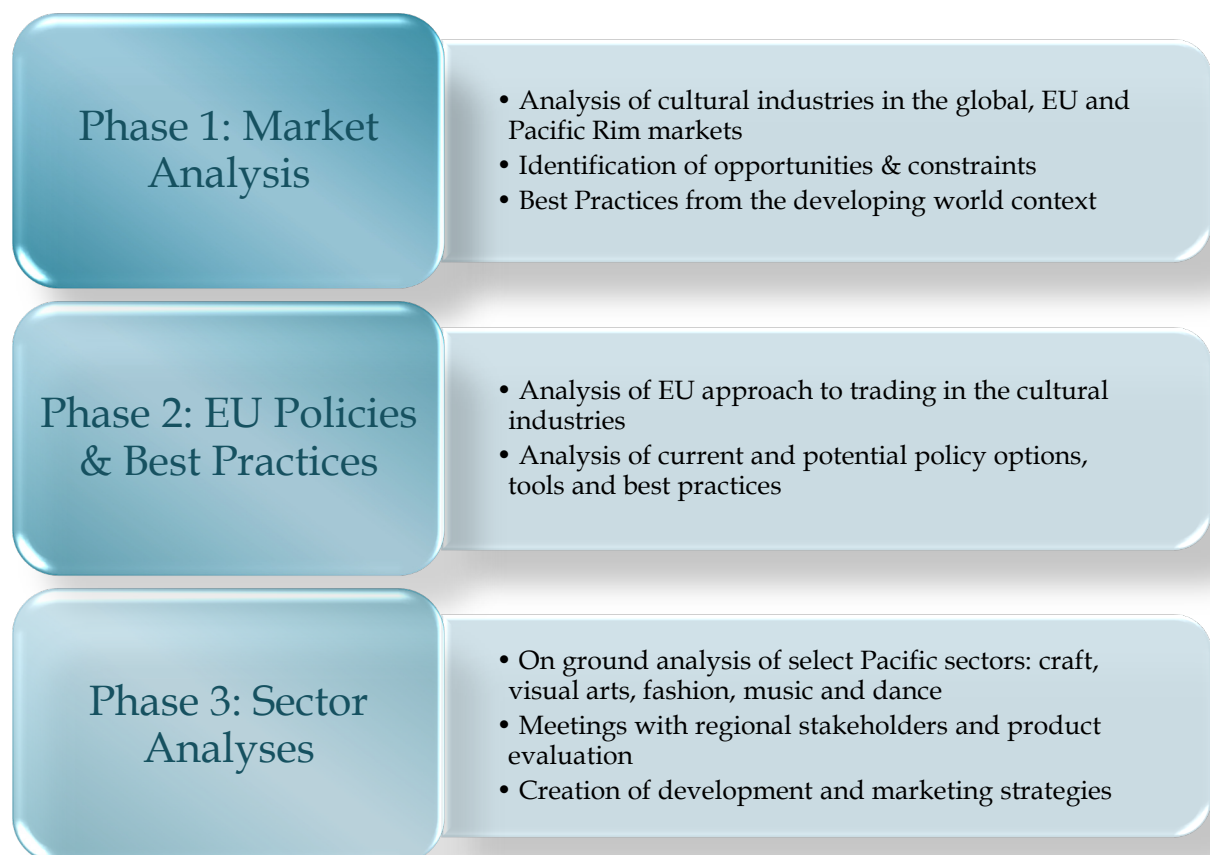 Phase 1: Market
Analysis
• Analysis of cultural industries in the global, EU and
Pacific Rim markets
• Identification of opportunities & constraints
• Best Practices from the developing world context
Phase 2: EU Policies
& Best Practices
• Analysis of EU approach to trading in the cultural
industries
• Analysis of current and potential policy options,
tools and best practices
Phase 3: Sector
Analyses
• On ground analysis of select Pacific sectors: craft,
visual arts, fashion, music and dance
• Meetings with regional stakeholders and product
evaluation
• Creation of development and marketing strategies